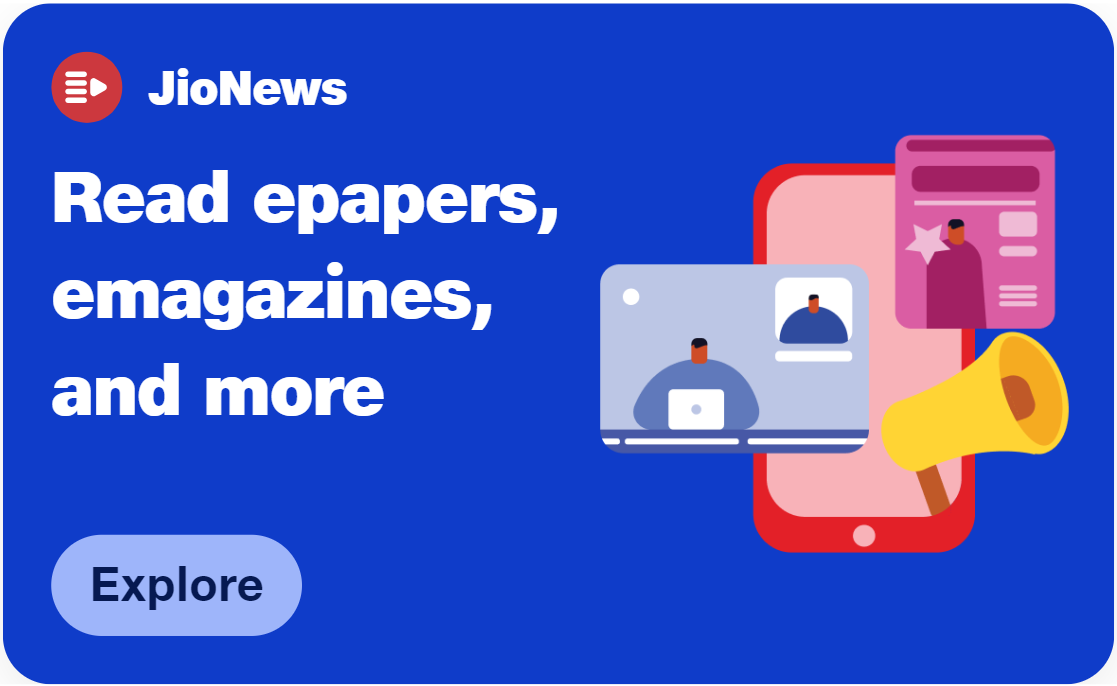 JioNews
Read epapers,
emagazines,
and more
Explore